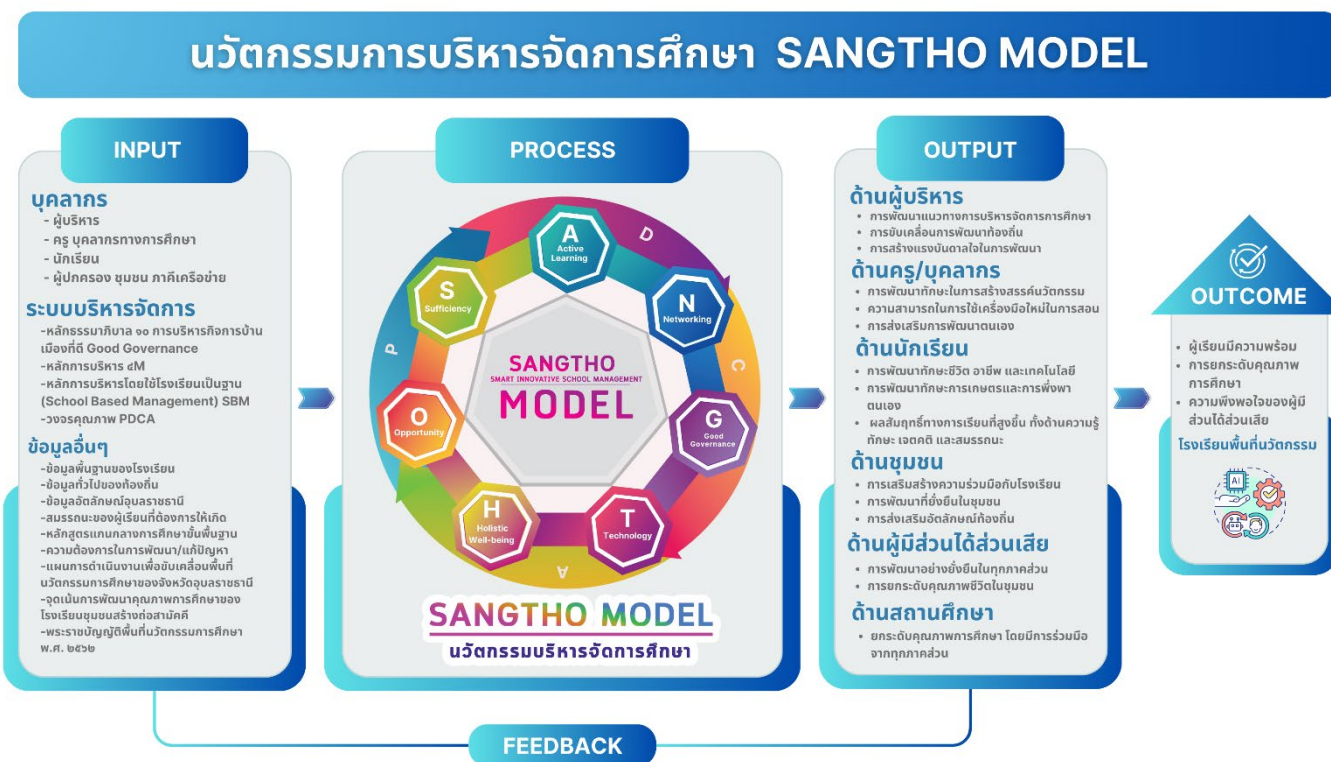 นวัตกรรมการบริหารจัดการศึกษา SANGTHO MODEL
INPUT
บุคลากร
- ผู้บริหาร
- ครู บุคลากรทางการศึกษา
- นักเรียน
- ผู้ปกครอง ชุมชน ภาคีเครือข่าย
ระบบบริหารจัดการ
-หลักธรรมาภิบาล ๑๐ การบริหารกิจการบ้าน
เมืองที่ดี Good Governance
-หลักการบริหาร ๔M
-หลักการบริหารโดยใช้โรงเรียนเป็นฐาน
(School Based Management) SBM
-วงจรคุณภาพ PDCA
ข้อมูลอื่นๆ
-ข้อมูลพื้นฐานของโรงเรียน
-ข้อมูลทั่วไปของท้องถิ่น
-ข้อมูลอัตลักษณ์อุบลราชธานี
-สมรรถนะของผู้เรียนที่ต้องการให้เกิด
-หลักสูตรแกนกลางการศึกษาขั้นพื้นฐาน
-ความต้องการในการพัฒนา/แก้ปัญหา
-แผนการดำเนินงานเพื่อขับเคลื่อนพื้นที่
นวัตกรรมการศึกษาของจังหวัดอุบลราชธานี
-จุดเน้นการพัฒนาคุณภาพการศึกษาของ
โรงเรียนชุมชนสร้างถ่อสามัคคี
-พระราชบัญญัติพื้นที่นวัตกรรมการศึกษา
พ.ศ. ๒๕๖๒
PROCESS
P
D
C
A
S
Sufficiency
A
Active
Learning
N
Networking
G
Good
Governance
T
Technology
H
Holistic
Well-being
O
Opportunity
SANGTHO
SMART INNOVATIVE SCHOOL MANAGEMENT
MODEL
SANGTHO MODEL
นวัตกรรมบริหารจัดการศึกษา
OUTPUT
ด้านผู้บริหาร
• การพัฒนาแนวทางการบริหารจัดการการศึกษา
• การขับเคลื่อนการพัฒนาท้องถิ่น
• การสร้างแรงบันดาลใจในการพัฒนา
ด้านครู/บุคลากร
• การพัฒนาทักษะในการสร้างสรรค์นวัตกรรม
• ความสามารถในการใช้เครื่องมือใหม่ในการสอน
• การส่งเสริมการพัฒนาตนเอง
ด้านนักเรียน
• การพัฒนาทักษะชีวิต อาชีพ และเทคโนโลยี
• การพัฒนาทักษะการเกษตรและการพึ่งพา
ตนเอง
• ผลสัมฤทธิ์ทางการเรียนที่สูงขึ้น ทั้งด้านความรู้
ทักษะ เจตคติ และสมรรถนะ
ด้านชุมชน
• การเสริมสร้างความร่วมมือกับโรงเรียน
• การพัฒนาที่ยั่งยืนในชุมชน
• การส่งเสริมอัตลักษณ์ท้องถิ่น
ด้านผู้มีส่วนได้ส่วนเสีย
• การพัฒนาอย่างยั่งยืนในทุกภาคส่วน
• การยกระดับคุณภาพชีวิตในชุมชน
ด้านสถานศึกษา
• ยกระดับคุณภาพการศึกษา โดยมีการร่วมมือ
จากทุกภาคส่วน
OUTCOME
• ผู้เรียนมีความพร้อม
• การยกระดับคุณภาพ
การศึกษา
• ความพึงพอใจของผู้มี
ส่วนได้ส่วนเสีย
โรงเรียนพื้นที่นวัตกรรม
AI
FEEDBACK